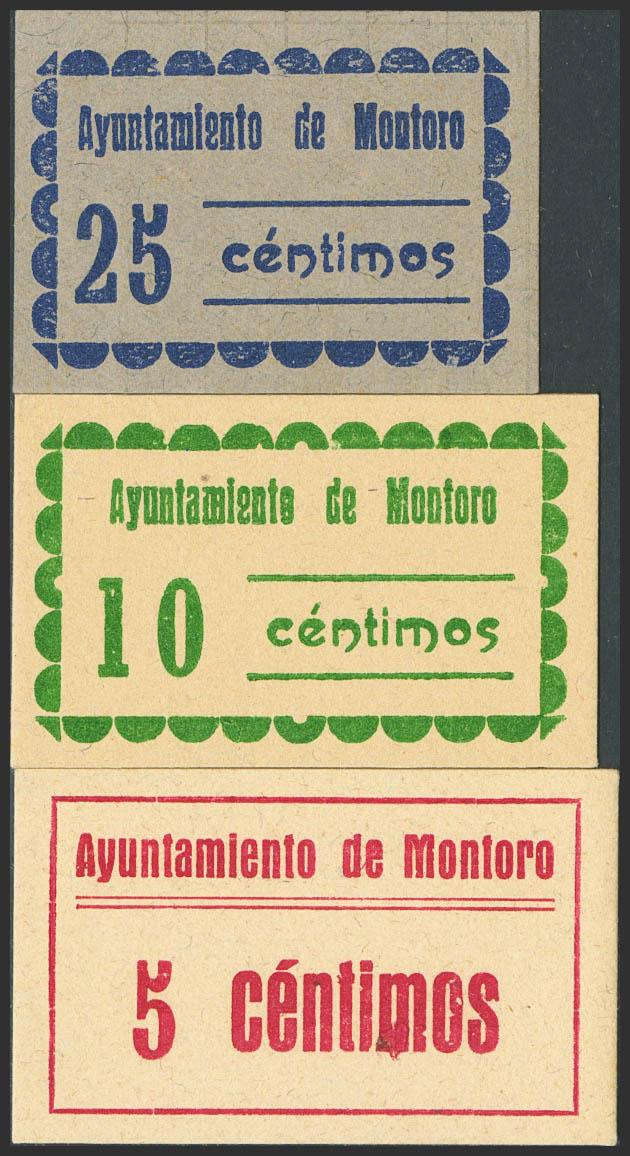 Ayuntamiento de Montoro
25 céntimos
Ayuntamiento de Montoro
10 céntimos
Ayuntamiento de Montoro
5 céntimos